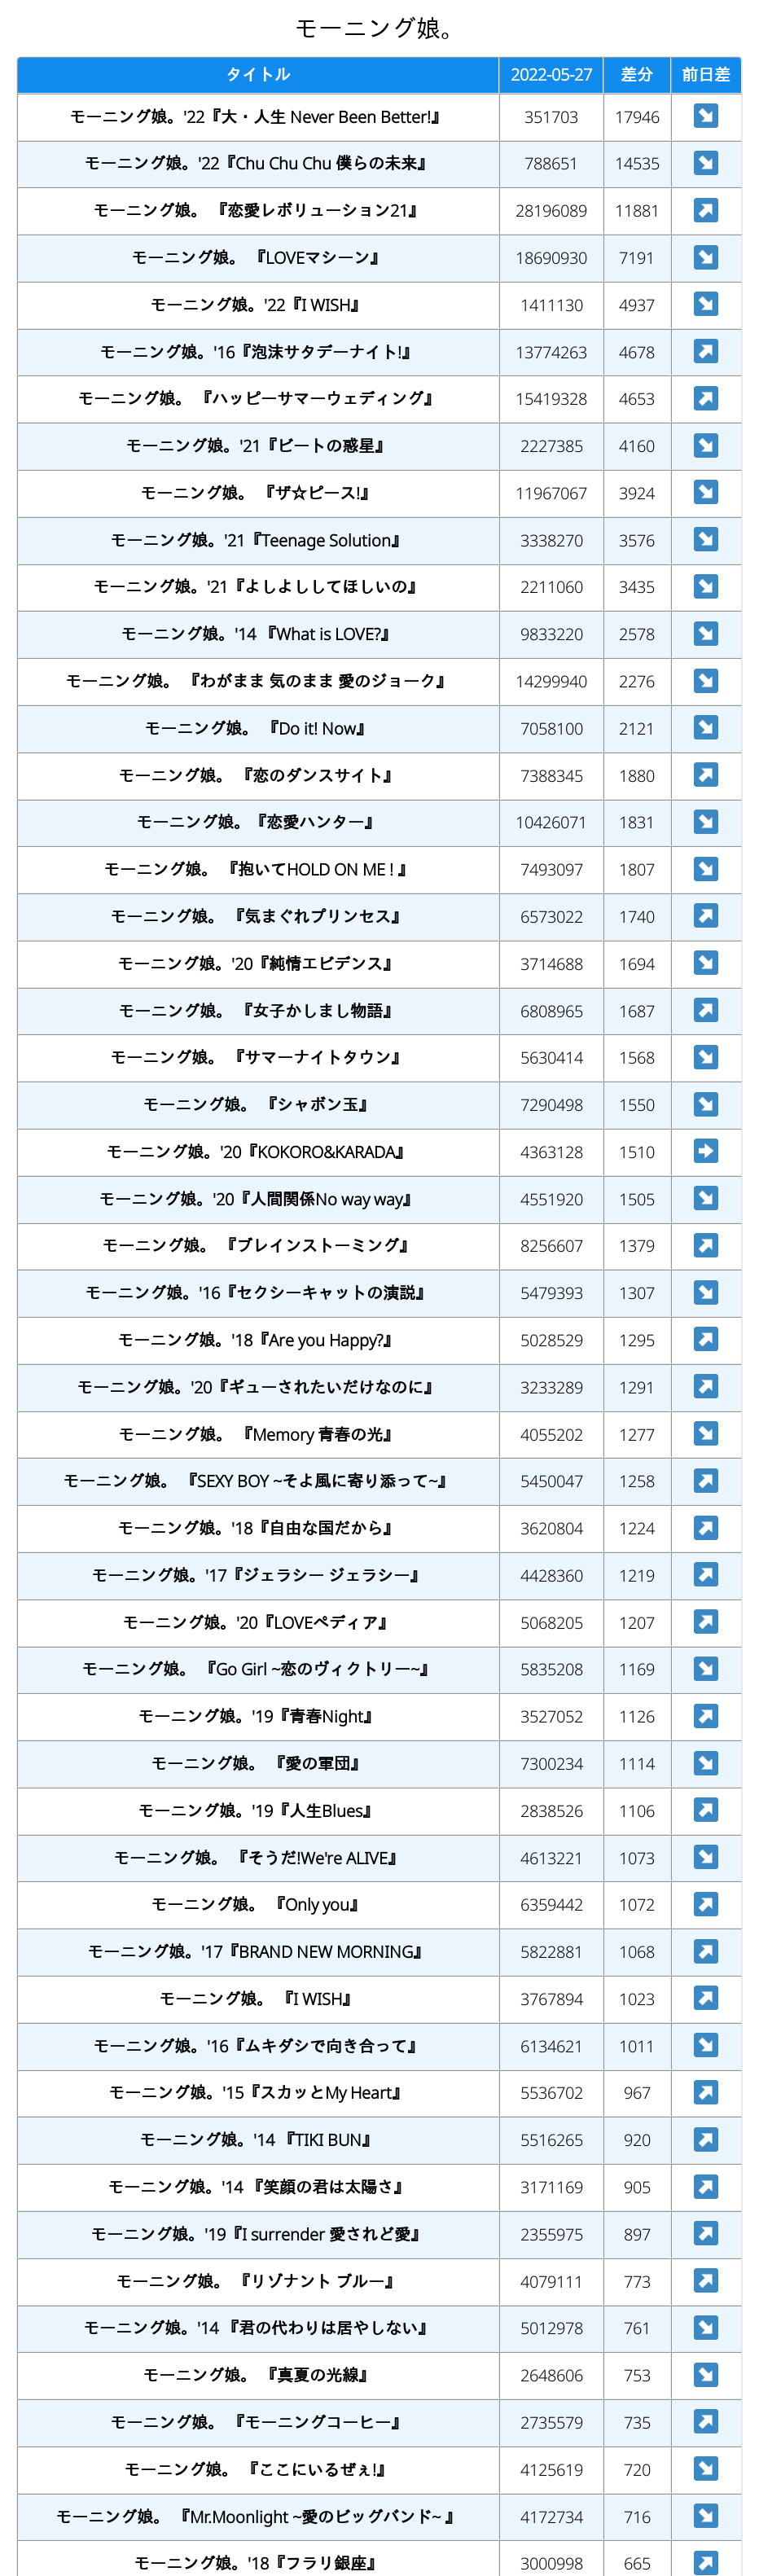 モーニング娘。
タイトル 2022-05-27 差分 前日差
モーニング娘。'22『大・人生 Never Been Better!』 351703 17946
モーニング娘。'22『Chu Chu Chu 僕らの未来』 788651 14535
モーニング娘。 『恋愛レボリューション21』 28196089 11881
モーニング娘。 『LOVEマシーン』 18690930 7191
モーニング娘。'22『I WISH』 1411130 4937
モーニング娘。'16『泡沫サタデーナイト!』 13774263 4678
モーニング娘。 『ハッピーサマーウェディング』 15419328 4653
モーニング娘。'21『ビートの惑星』 2227385 4160
モーニング娘。 『ザ☆ピース!』 11967067 3924
モーニング娘。'21『Teenage Solution』 3338270 3576
モーニング娘。'21『よしよししてほしいの』 2211060 3435
モーニング娘。'14 『What is LOVE?』 9833220 2578
モーニング娘。 『わがまま 気のまま 愛のジョーク』 14299940 2276
モーニング娘。 『Do it! Now』 7058100 2121
モーニング娘。 『恋のダンスサイト』 7388345 1880
モーニング娘。『恋愛ハンター』 10426071 1831
モーニング娘。 『抱いてHOLD ON ME ! 』 7493097 1807
モーニング娘。 『気まぐれプリンセス』 6573022 1740
モーニング娘。'20『純情エビデンス』 3714688 1694
モーニング娘。 『女子かしまし物語』 6808965 1687
モーニング娘。 『サマーナイトタウン』 5630414 1568
モーニング娘。 『シャボン玉』 7290498 1550
モーニング娘。'20『KOKORO&KARADA』 4363128 1510
モーニング娘。'20『人間関係No way way』 4551920 1505
モーニング娘。 『ブレインストーミング』 8256607 1379
モーニング娘。'16『セクシーキャットの演説』 5479393 1307
モーニング娘。'18『Are you Happy?』 5028529 1295
モーニング娘。'20『ギューされたいだけなのに』 3233289 1291
モーニング娘。 『Memory 青春の光』 4055202 1277
モーニング娘。 『SEXY BOY ~そよ風に寄り添って~』 5450047 1258
モーニング娘。'18『自由な国だから』 3620804 1224
モーニング娘。'17『ジェラシー ジェラシー』 4428360 1219
モーニング娘。'20『LOVEペディア』 5068205 1207
モーニング娘。 『Go Girl ~恋のヴィクトリー~』 5835208 1169
モーニング娘。'19『青春Night』 3527052 1126
モーニング娘。 『愛の軍団』 7300234 1114
モーニング娘。'19『人生Blues』 2838526 1106
モーニング娘。 『そうだ!We're ALIVE』 4613221 1073
モーニング娘。 『Only you』 6359442 1072
モーニング娘。'17『BRAND NEW MORNING』 5822881 1068
モーニング娘。 『I WISH』 3767894 1023
モーニング娘。'16『ムキダシで向き合って』 6134621 1011
モーニング娘。'15『スカッとMy Heart』 5536702 967
モーニング娘。'14 『TIKI BUN』 5516265 920
モーニング娘。'14 『笑顔の君は太陽さ』 3171169 905
モーニング娘。'19『I surrender 愛されど愛』 2355975 897
モーニング娘。 『リゾナント ブルー』 4079111 773
モーニング娘。'14 『君の代わりは居やしない』 5012978 761
モーニング娘。 『真夏の光線』 2648606 753
モーニング娘。 『モーニングコーヒー』 2735579 735
モーニング娘。 『ここにいるぜぇ!』 4125619 720
モーニング娘。 『Mr.Moonlight ~愛のビッグバンド~ 』 4172734 716
モーニング娘。'18『フラリ銀座』 3000998 665